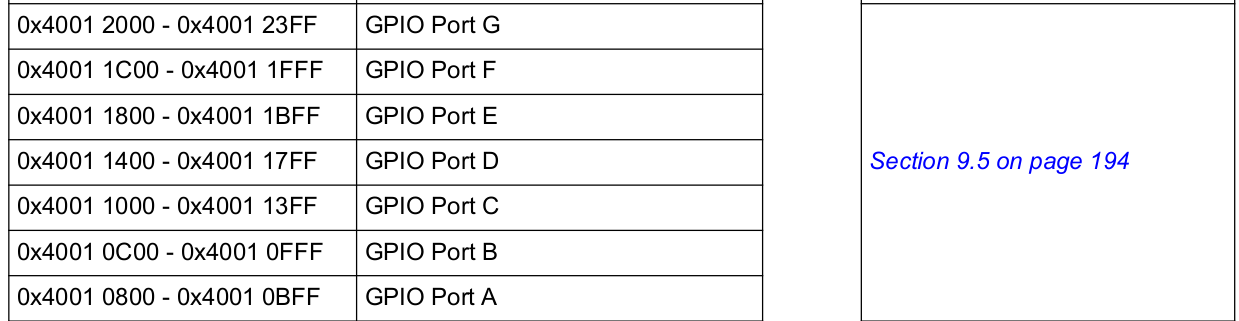 0x4001 2000 - 0x4001 23FF GPIO Port G
0x4001 1C00 - 0x4001 1FFF GPIO Port F
0x4001 1800 - 0x4001 1BFF GPIO Port E
0x4001 1400 - 0x4001 17FF GPIO Port D Section 9.5 on page 194
0x4001 1000 - 0x4001 13FF GPIO Port C
0x4001 0C00 - 0x4001 0FFF GPIO Port B
0x4001 0800 - 0x4001 0BFF GPIO Port A